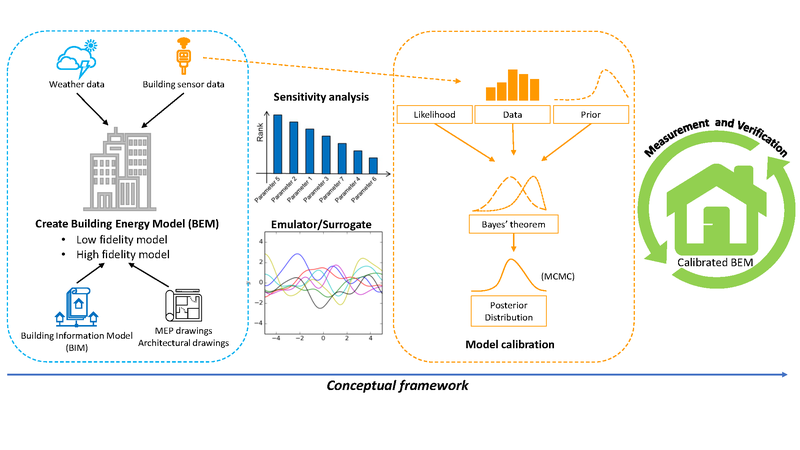 Weather data
Building sensor data
Create Building Energy Model (BEM)
• Low fidelity model
• High fidelity model
Building Information Model
(BIM)
MEP drawings
Architectural drawings
Sensitivity analysis
Rank
Parameter 5
Parameter 2
Parameter 1
Parameter 3
Parameter 7
Parameter 4
Parameter 6
Emulator/Surrogate
4
2
0
−2
−4
−4
−2
0
2
4
Likelihood
Data
Prior
Bayes’ theorem
(MCMC)
Posterior
Distribution
Model calibration
Measurement and Verification
Calibrated BEM
Conceptual framework